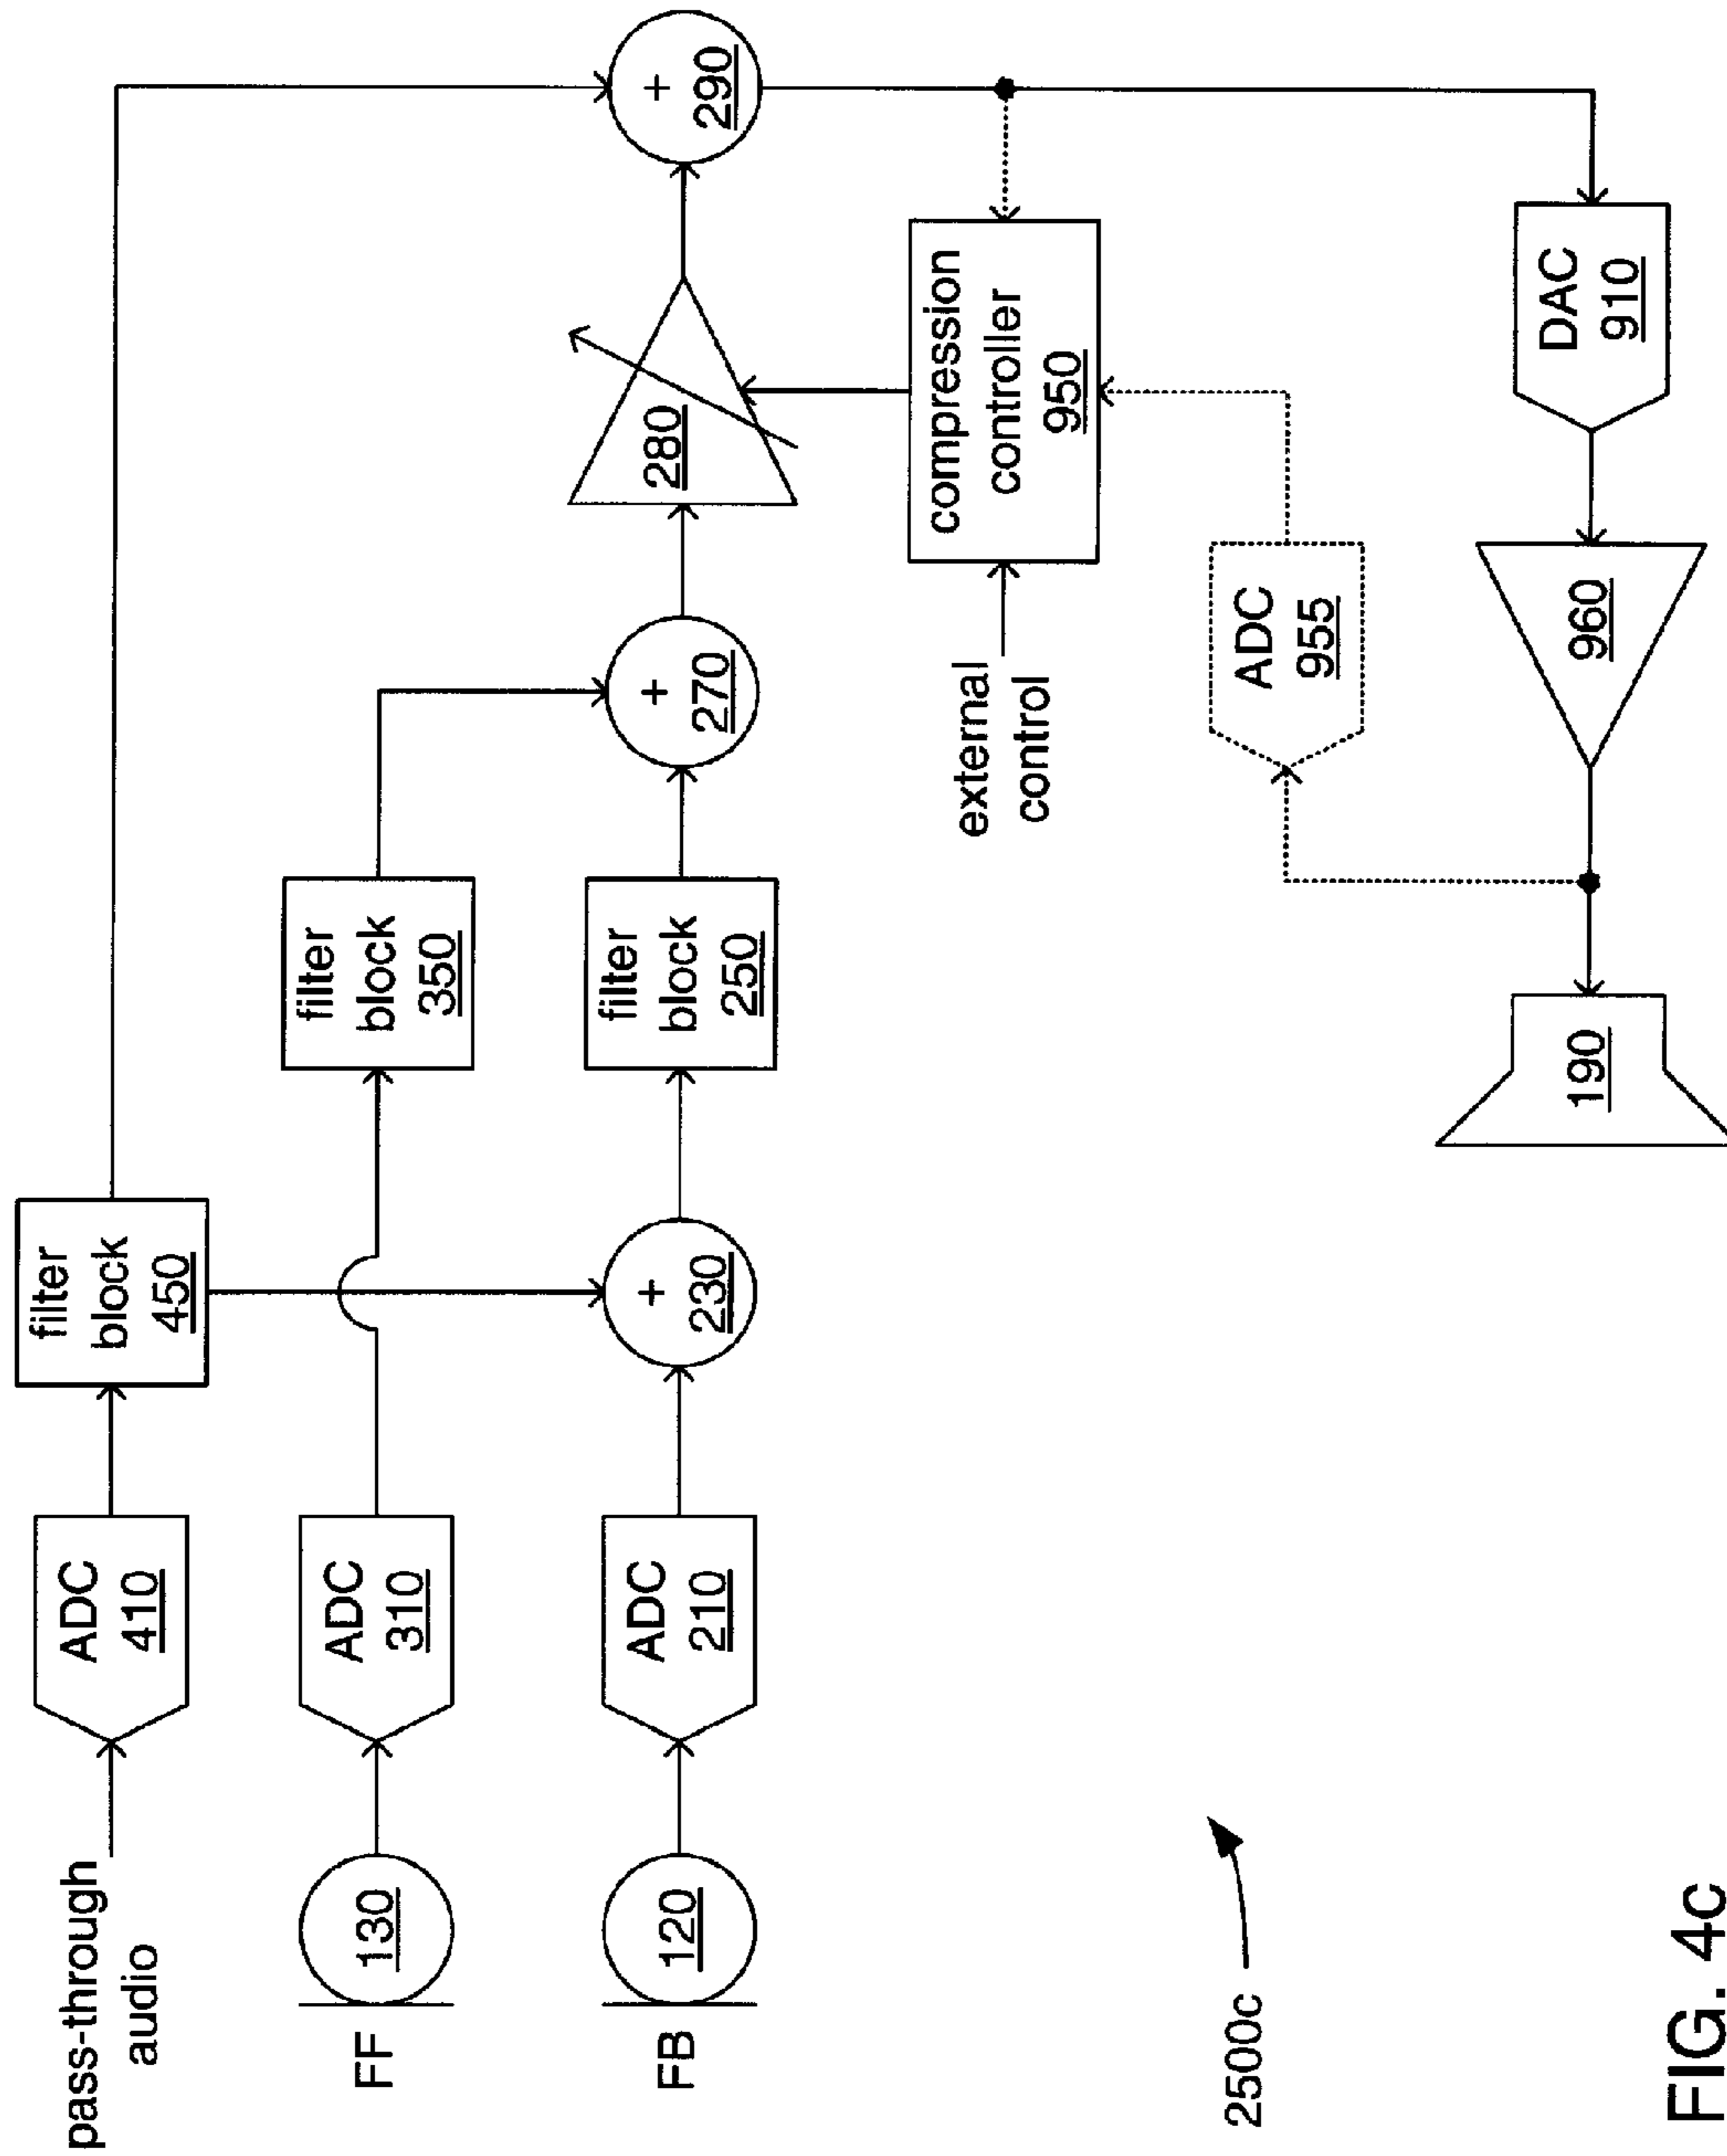 pass-through
audio
ADC
410
filter
block
450
FF
130
ADC
310
filter
block
350
FB
120
ADC
210
+
230
filter
block
250
+
270
280
+
290
external
control
compression
controller
950
ADC
955
190
960
DAC
910
2500c
FIG. 4c